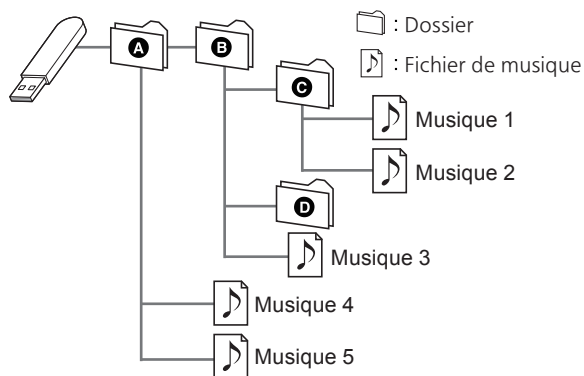 A
B
: Dossier
: Fichier de musique
C
Musique 1
Musique 2
D
Musique 3
Musique 4
Musique 5